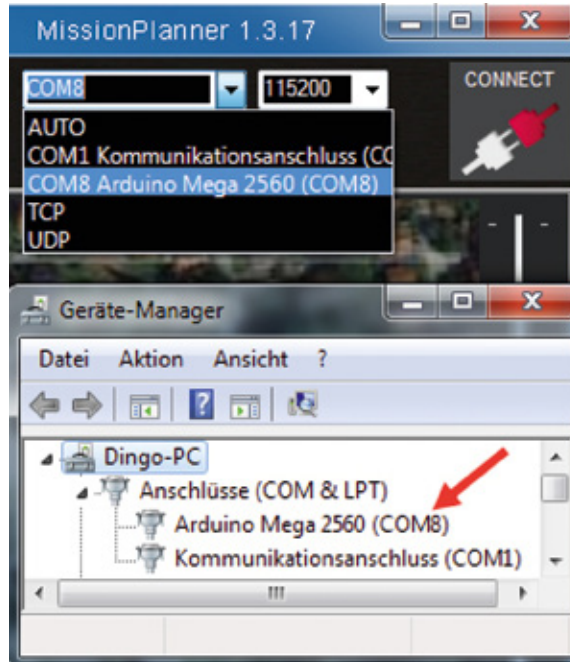 MissionPlanner 1.3.17
COM8 115200 CONNECT
AUTO
COM1 Kommunikationsanschluss (CC
COM8 Arduino Mega 2560 (COM8)
TCP
UDP
Geräte-Manager
Datei Aktion Ansicht ?
Dingo-PC
Anschlüsse (COM & LPT)
Arduino Mega 2560 (COM8)
Kommunikationsanschluss (COM1)